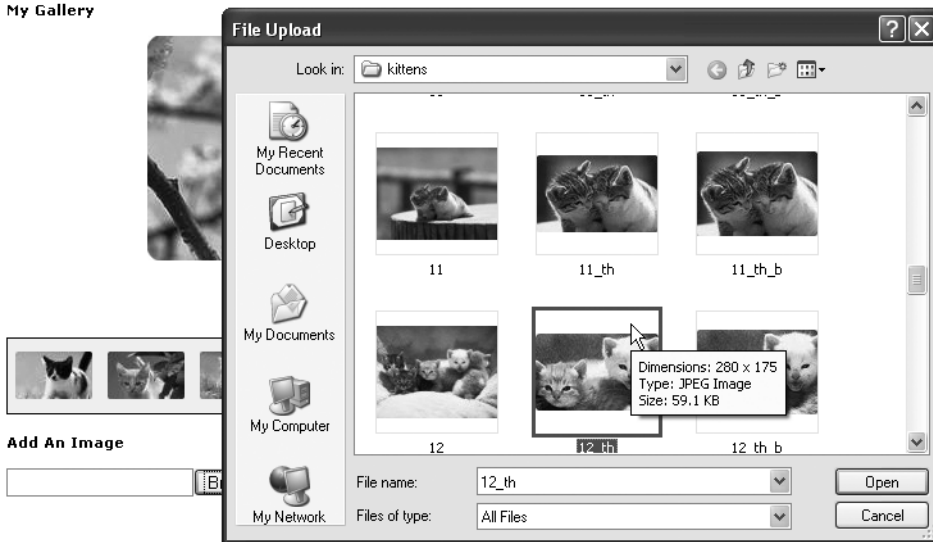 My Gallery
File Upload
Look in:
kittens
My Recent
Documents
Desktop
My Documents
My Computer
My Network
11
11_th
11_th_b
12
12_th
12_th_b
Dimensions: 280 x 175
Type: JPEG Image
Size: 59.1 KB
Add An Image
File name:
12_th
Open
Files of type:
All Files
Cancel